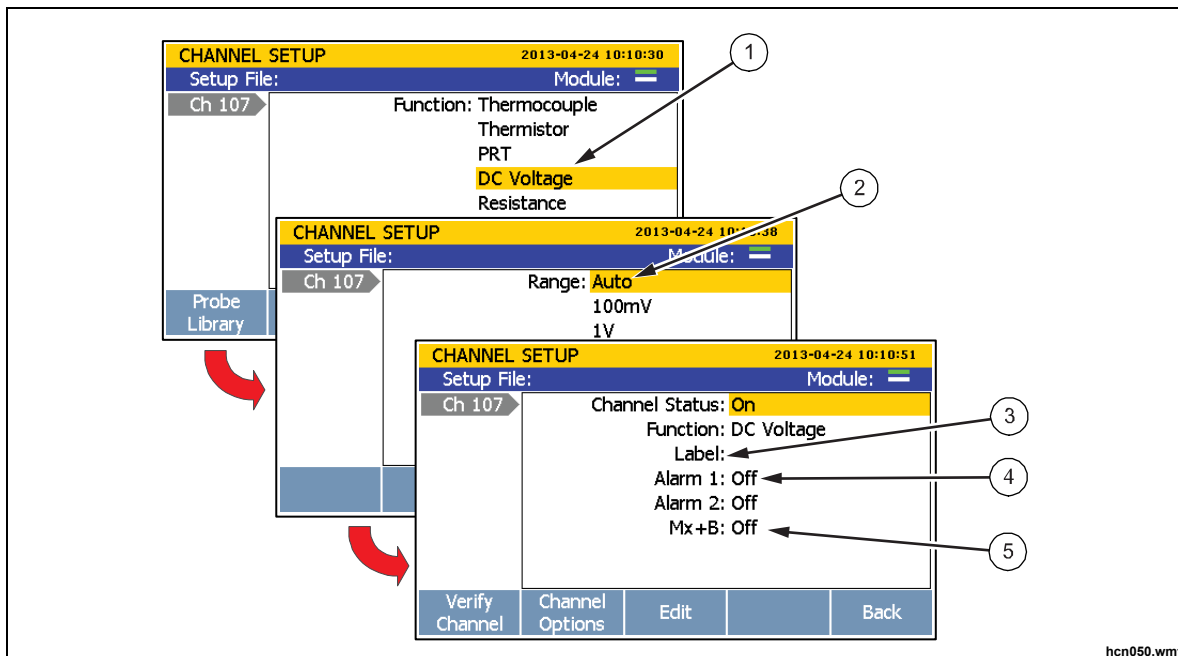 CHANNEL SETUP 2013-04-24 10:10:30
Setup File: Module:
Ch 107 Function: Thermocouple
Thermistor
PRT
DC Voltage
Resistance
Probe
Library
1
CHANNEL SETUP 2013-04-24
Setup File: Module:
Ch 107 Range: Auto
100mV
1V
2
CHANNEL SETUP 2013-04-24 10:10:51
Setup File: Module:
Ch 107 Channel Status: On
Function: DC Voltage
Label:
Alarm 1: Off
Alarm 2: Off
Mx+B: Off
3
4
5
Verify
Channel
Channel
Options
Edit
Back